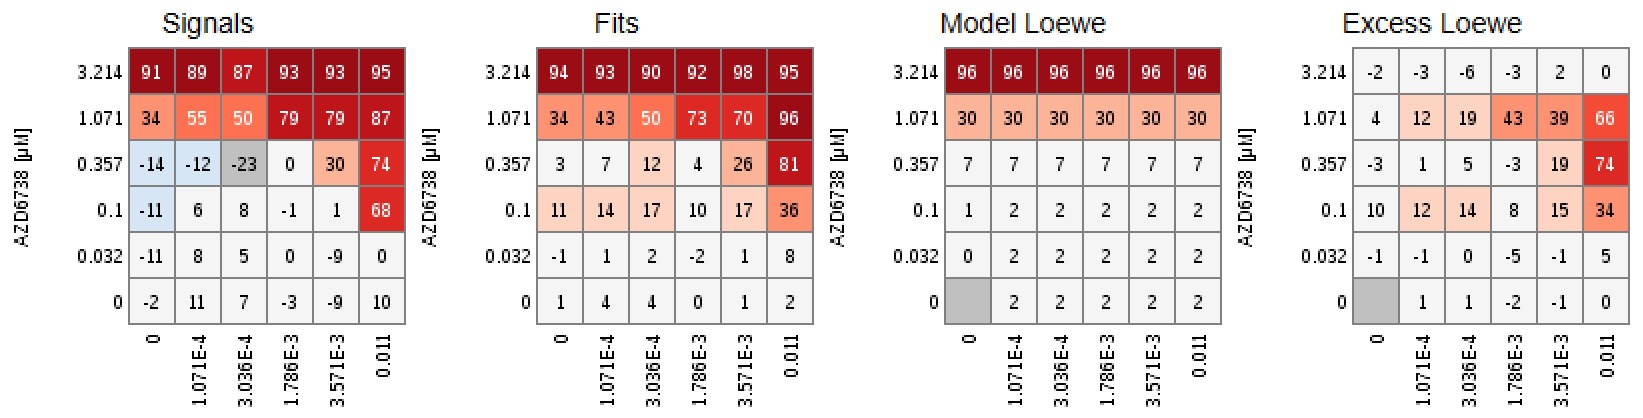 Signals Fits Model Loewe Excess Loewe
3.214 91 89 87 93 93 95 3.214 94 93 90 92 98 95 3.214 96 96 96 96 96 96 3.214 -2 -3 -6 -3 2 0
1.071 34 55 50 79 79 87 1.071 34 43 50 73 70 96 1.071 30 30 30 30 30 30 1.071 4 12 19 43 39 66
0.357 -14 -12 -23 0 30 74 0.357 3 7 12 4 26 81 0.357 7 7 7 7 7 7 0.357 -3 1 5 -3 19 74
0.1 -11 6 8 -1 1 68 0.1 11 14 17 10 17 36 0.1 1 2 2 2 2 2 0.1 10 12 14 8 15 34
0.032 -11 8 5 0 -9 0 0.032 -1 1 2 -2 1 8 0.032 0 2 2 2 2 2 0.032 -1 -1 0 -5 -1 5
0 -2 11 7 -3 -9 10 0 1 4 4 0 1 2 0 2 2 2 2 2 0 1 1 -2 -1 0
AZD6738 [µM] AZD6738 [µM] AZD6738 [µM] AZD6738 [µM]
0 1.071E-4 3.036E-4 1.786E-3 3.571E-3 0.011 0 1.071E-4 3.036E-4 1.786E-3 3.571E-3 0.011 0 1.071E-4 3.036E-4 1.786E-3 3.571E-3 0.011 0 1.071E-4 3.036E-4 1.786E-3 3.571E-3 0.011